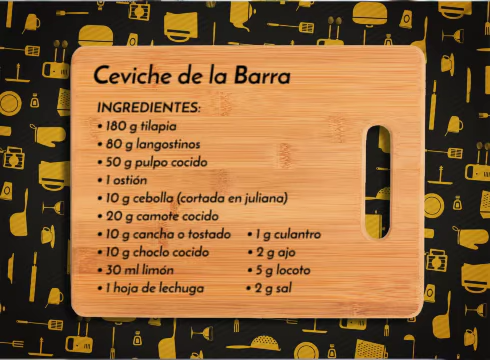 Ceviche de la Barra
INGREDIENTES:
• 180 g tilapia
• 80 g langostinos
• 50 g pulpo cocido
• 1 ostión
• 10 g cebolla (cortada en juliana)
• 20 g camote cocido
• 10 g cancha o tostado • 1 g culantro
• 10 g choclo cocido • 2 g ajo
• 30 ml limón • 5 g locoto
• 1 hoja de lechuga • 2 g sal